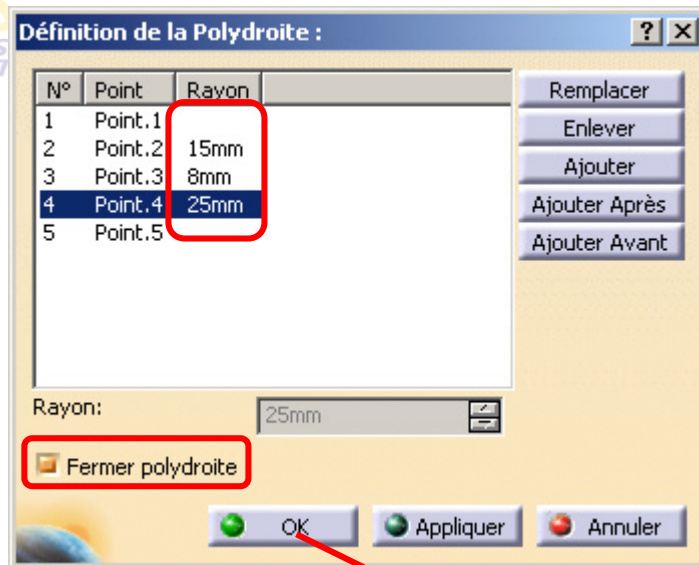 Définition de la Polydroite :
N° Point Rayon
1 Point.1
2 Point.2 15mm
3 Point.3 8mm
4 Point.4 25mm
5 Point.5
Remplacer
Enlever
Ajouter
Ajouter Après
Ajouter Avant
Rayon: 25mm
Fermer polydroite
OK Appliquer Annuler